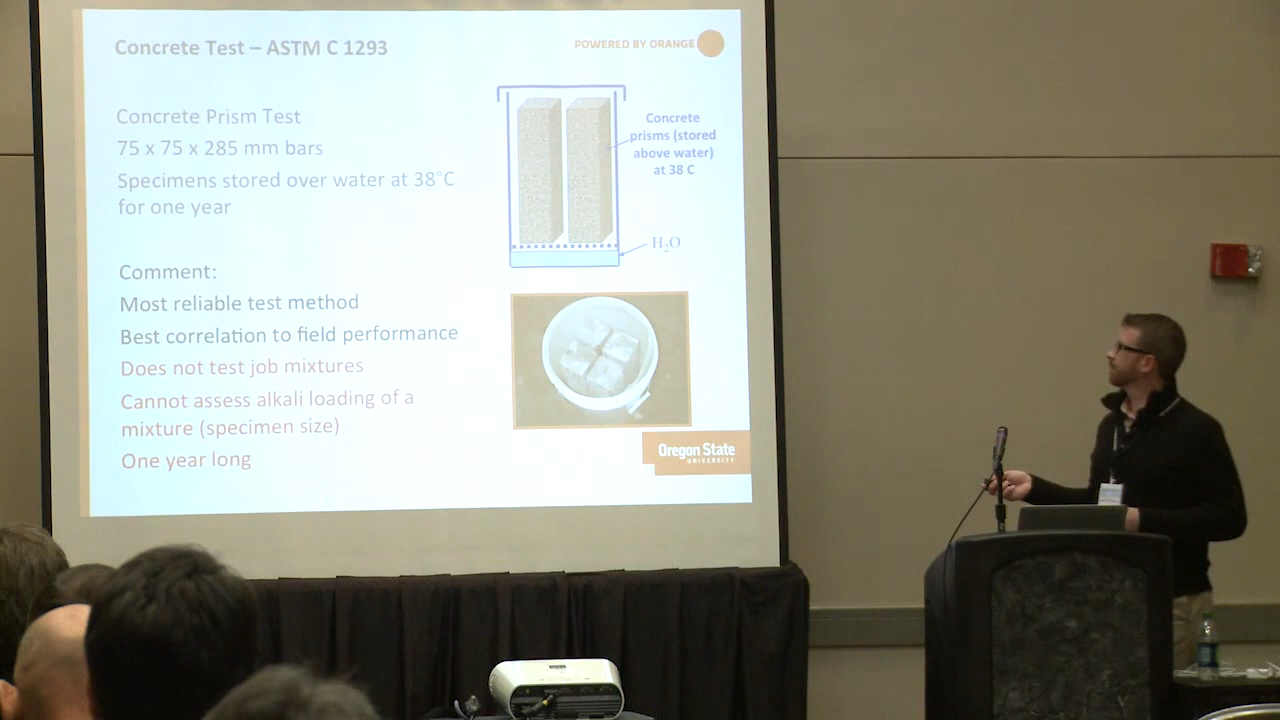 Concrete Test – ASTM C 1293
POWERED BY ORANGE
Concrete Prism Test
75 x 75 x 285 mm bars
Specimens stored over water at 38°C
for one year
Comment:
Most reliable test method
Best correlation to field performance
Does not test job mixtures
Cannot assess alkali loading of a
mixture (specimen size)
One year long
Concrete
prisms (stored
above water)
at 38 C
H₂O
Oregon State
UNIVERSITY